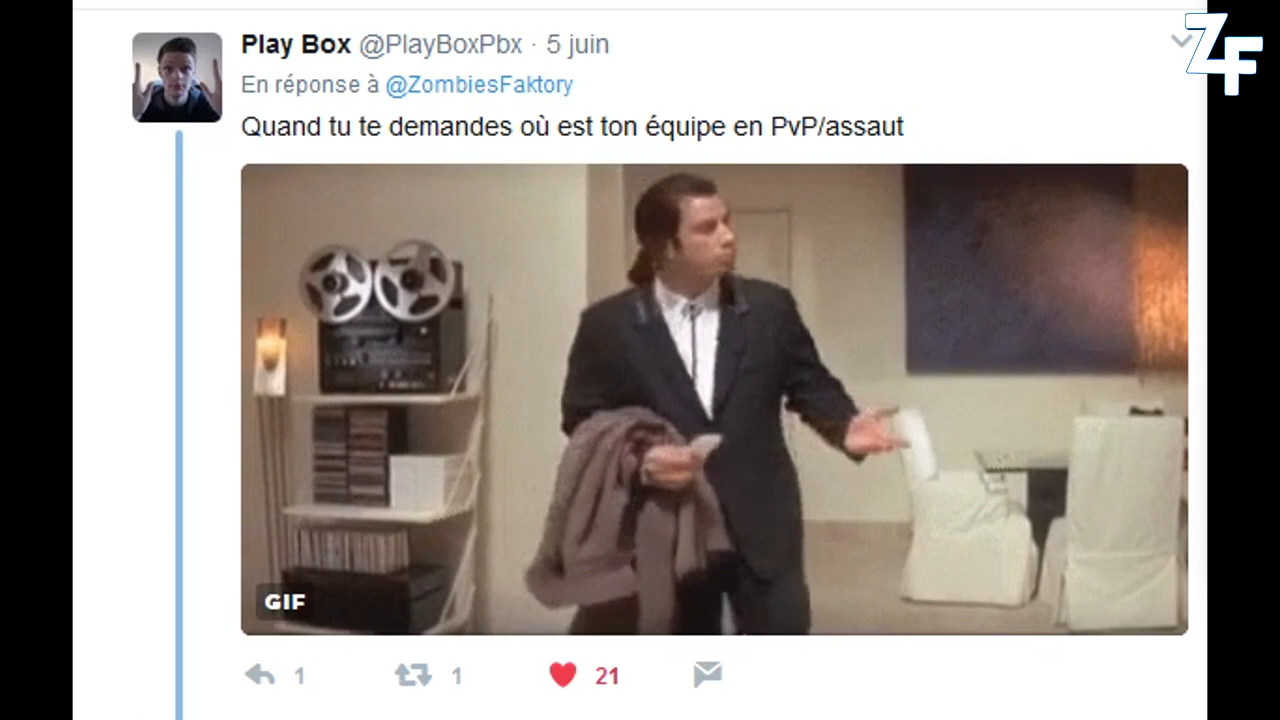 Play Box @PlayBoxPbx · 5 juin
ZF
En réponse à @ZombiesFaktory
Quand tu te demandes où est ton équipe en PvP/assaut
GIF
1 1 21